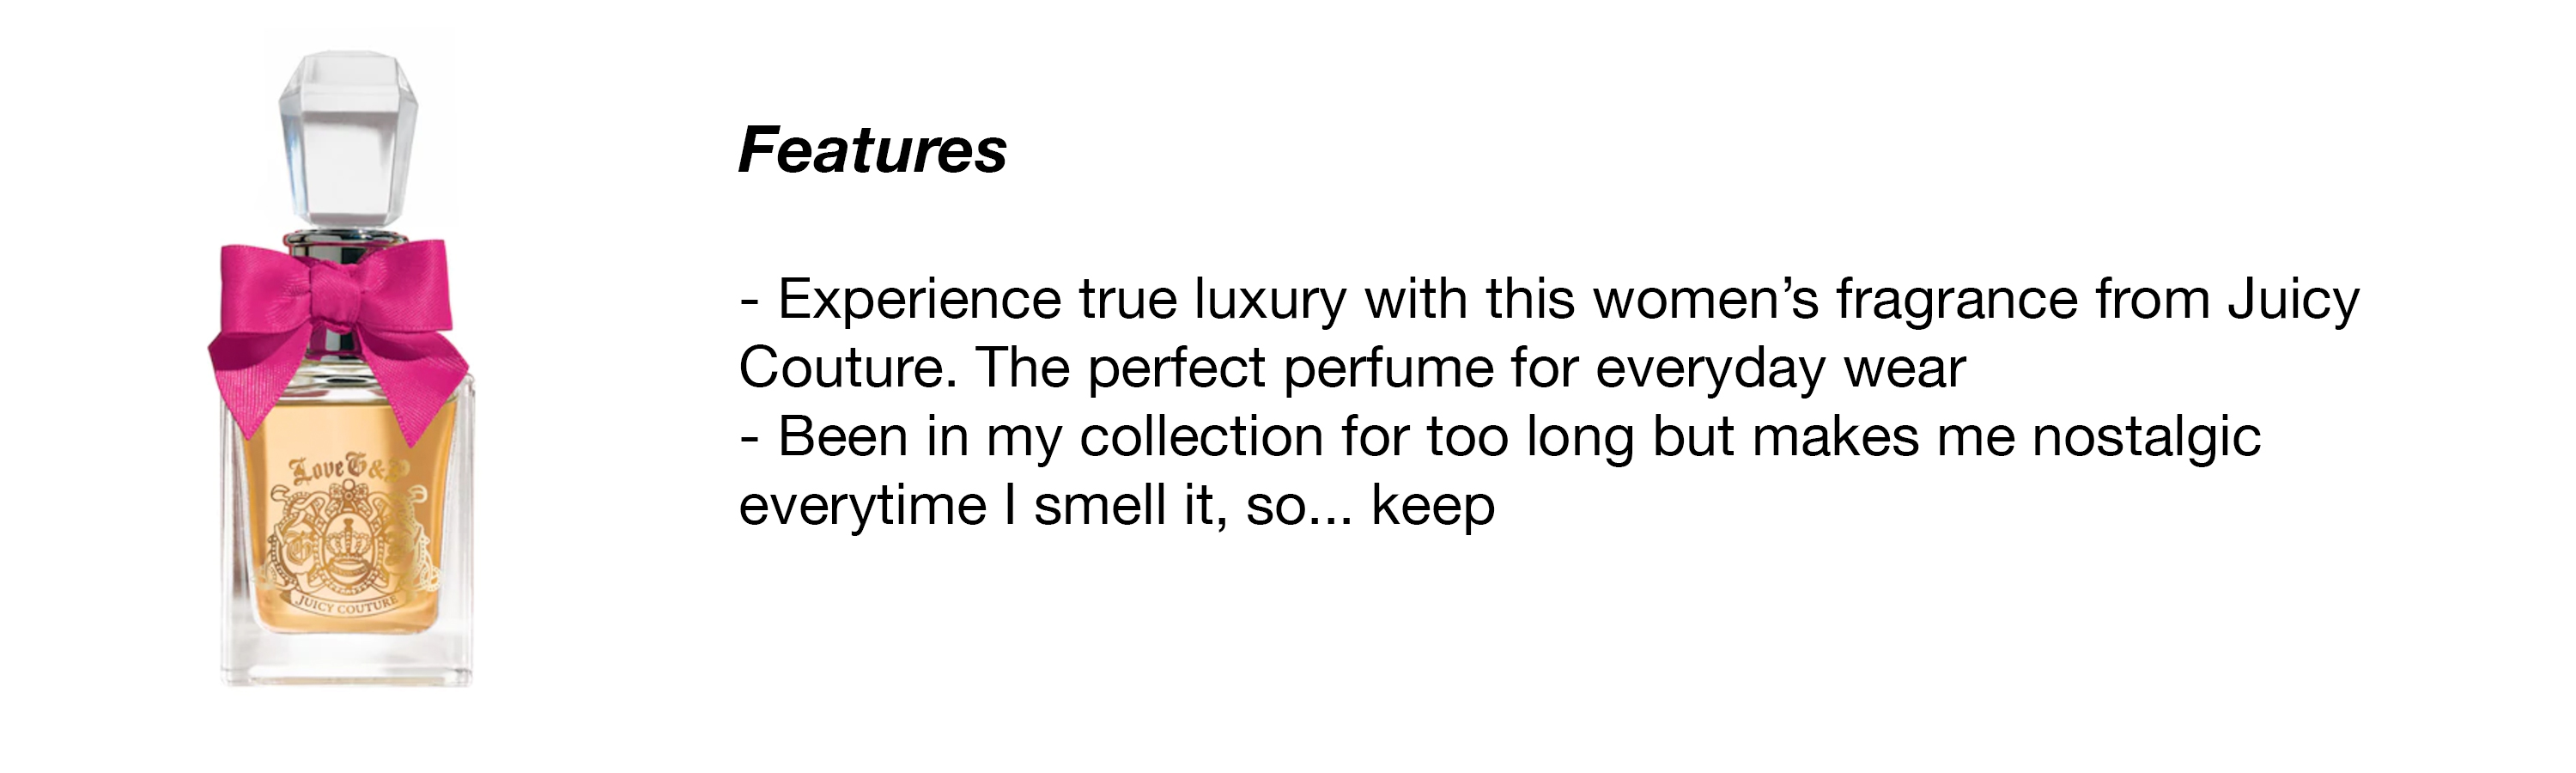 Features
- Experience true luxury with this women’s fragrance from Juicy
Couture. The perfect perfume for everyday wear
- Been in my collection for too long but makes me nostalgic
everytime I smell it, so... keep
Love G&P
JUICY COUTURE